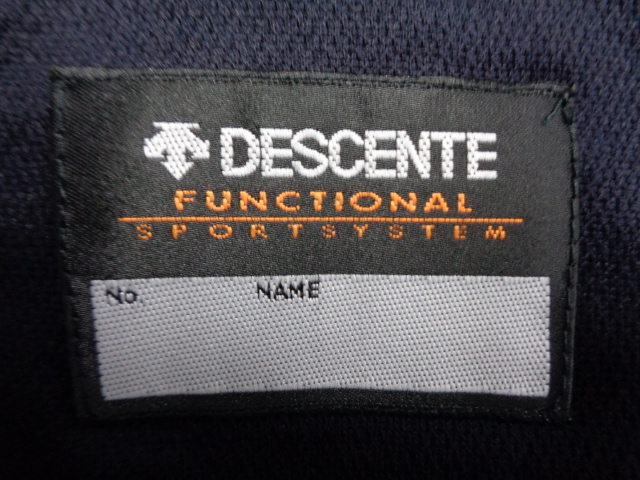 DESCENTE
FUNCTIONAL
SPORTSYSTEM
No. NAME